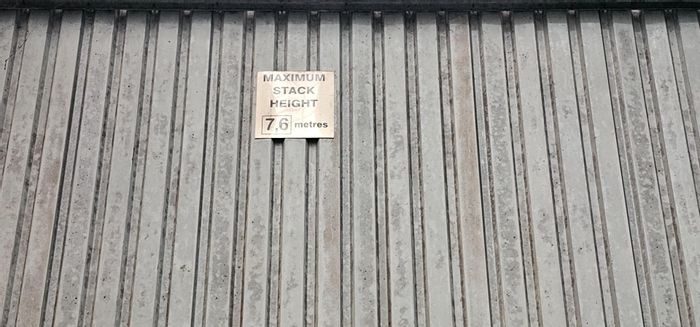 MAXIMUM
STACK
HEIGHT
7,6 metres